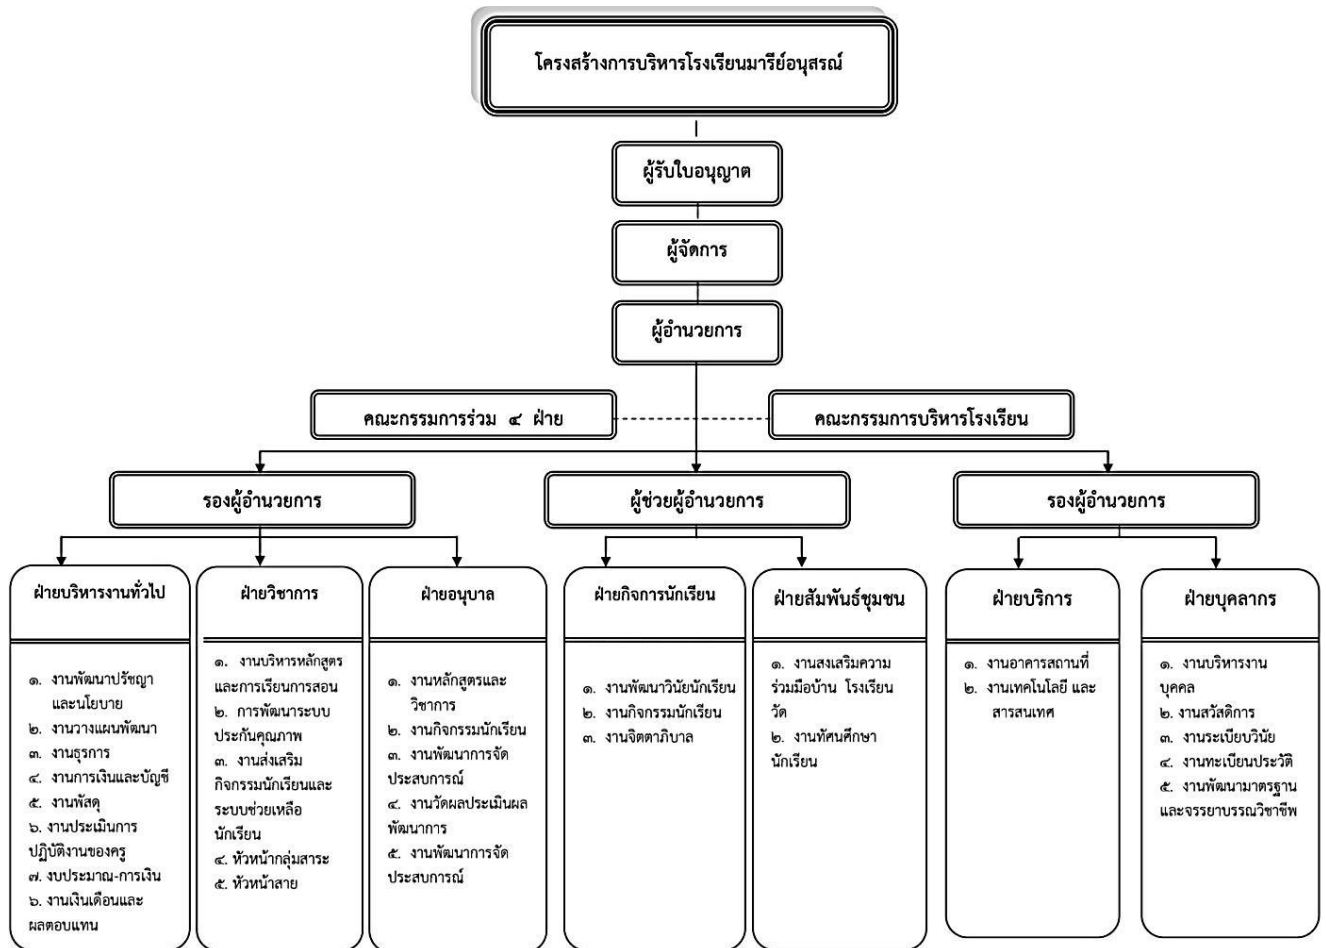 โครงสร้างการบริหารโรงเรียนมารีย์อนุสรณ์
ผู้รับใบอนุญาต
ผู้จัดการ
ผู้อำนวยการ
คณะกรรมการร่วม ๔ ฝ่าย
คณะกรรมการบริหารโรงเรียน
รองผู้อำนวยการ
ผู้ช่วยผู้อำนวยการ
รองผู้อำนวยการ
ฝ่ายบริหารงานทั่วไป
๑. งานพัฒนาปรัชญา
และนโยบาย
๒. งานวางแผนพัฒนา
๓. งานธุรการ
๔. งานการเงินและบัญชี
๕. งานพัสดุ
๖. งานประเมินการ
ปฏิบัติงานของครู
๗. งบประมาณ-การเงิน
๖. งานเงินเดือนและ
ผลตอบแทน
ฝ่ายวิชาการ
๑. งานบริหารหลักสูตร
และการเรียนการสอน
๒. การพัฒนาระบบ
ประกันคุณภาพ
๓. งานส่งเสริม
กิจกรรมนักเรียนและ
ระบบช่วยเหลือ
นักเรียน
๔. หัวหน้ากลุ่มสาระ
๕. หัวหน้าสาย
ฝ่ายอนุบาล
๑. งานหลักสูตรและ
วิชาการ
๒. งานกิจกรรมนักเรียน
๓. งานพัฒนาการจัด
ประสบการณ์
๔. งานวัดผลประเมินผล
พัฒนาการ
๕. งานพัฒนาการจัด
ประสบการณ์
ฝ่ายกิจการนักเรียน
๑. งานพัฒนาวินัยนักเรียน
๒. งานกิจกรรมนักเรียน
๓. งานจิตตาภิบาล
ฝ่ายสัมพันธ์ชุมชน
๑. งานสงเสริมความ
ร่วมมือบ้าน โรงเรียน
วัด
๒. งานทัศนศึกษา
นักเรียน
ฝ่ายบริการ
๑. งานอาคารสถานที่
๒. งานเทคโนโลยี และ
สารสนเทศ
ฝ่ายบุคลากร
๑. งานบริหารงาน
บุคคล
๒. งานสวัสดิการ
๓. งานระเบียบวินัย
๔. งานทะเบียนประวัติ
๕. งานพัฒนามาตรฐาน
และจรรยาบรรณวิชาชีพ